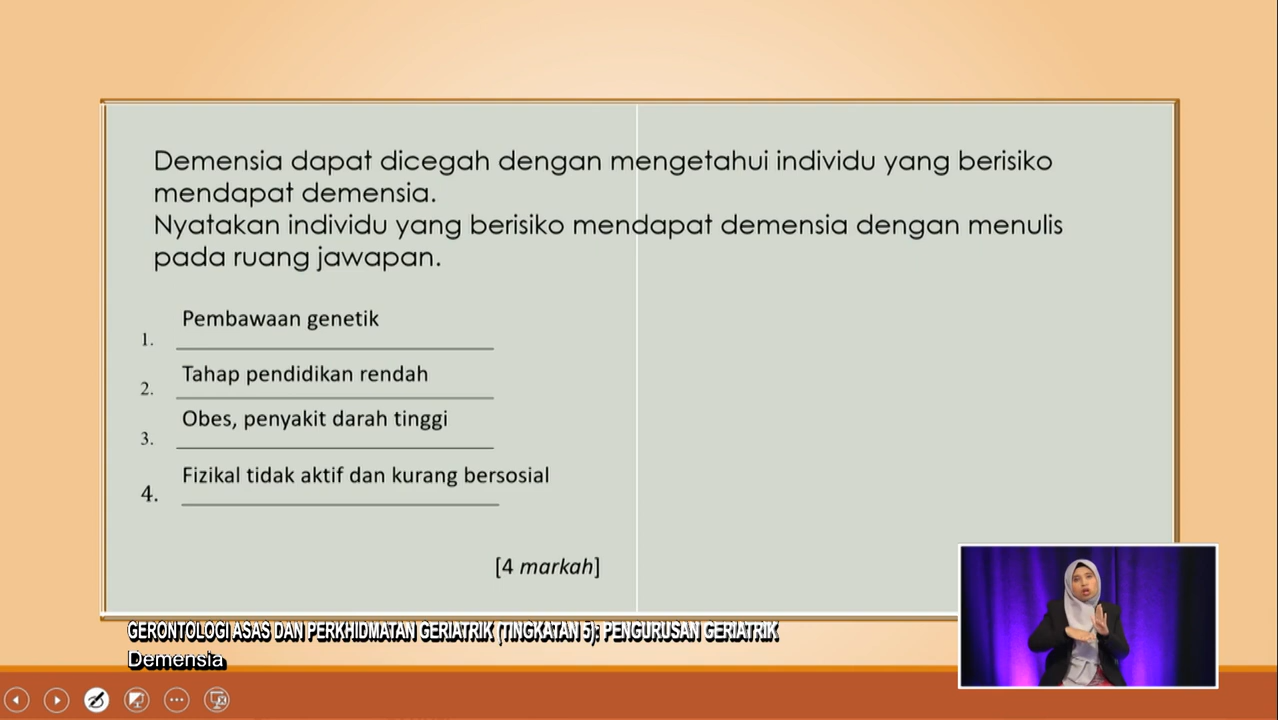 Demensia dapat dicegah dengan mengetahui individu yang berisiko
mendapat demensia.
Nyatakan individu yang berisiko mendapat demensia dengan menulis
pada ruang jawapan.
1. Pembawaan genetik
2. Tahap pendidikan rendah
3. Obes, penyakit darah tinggi
4. Fizikal tidak aktif dan kurang bersosial
[4 markah]
GERONTOLOGI ASAS DAN PERKHIDMATAN GERIATRIK (TINGKATAN 5): PENGURUSAN GERIATRIK
Demensia